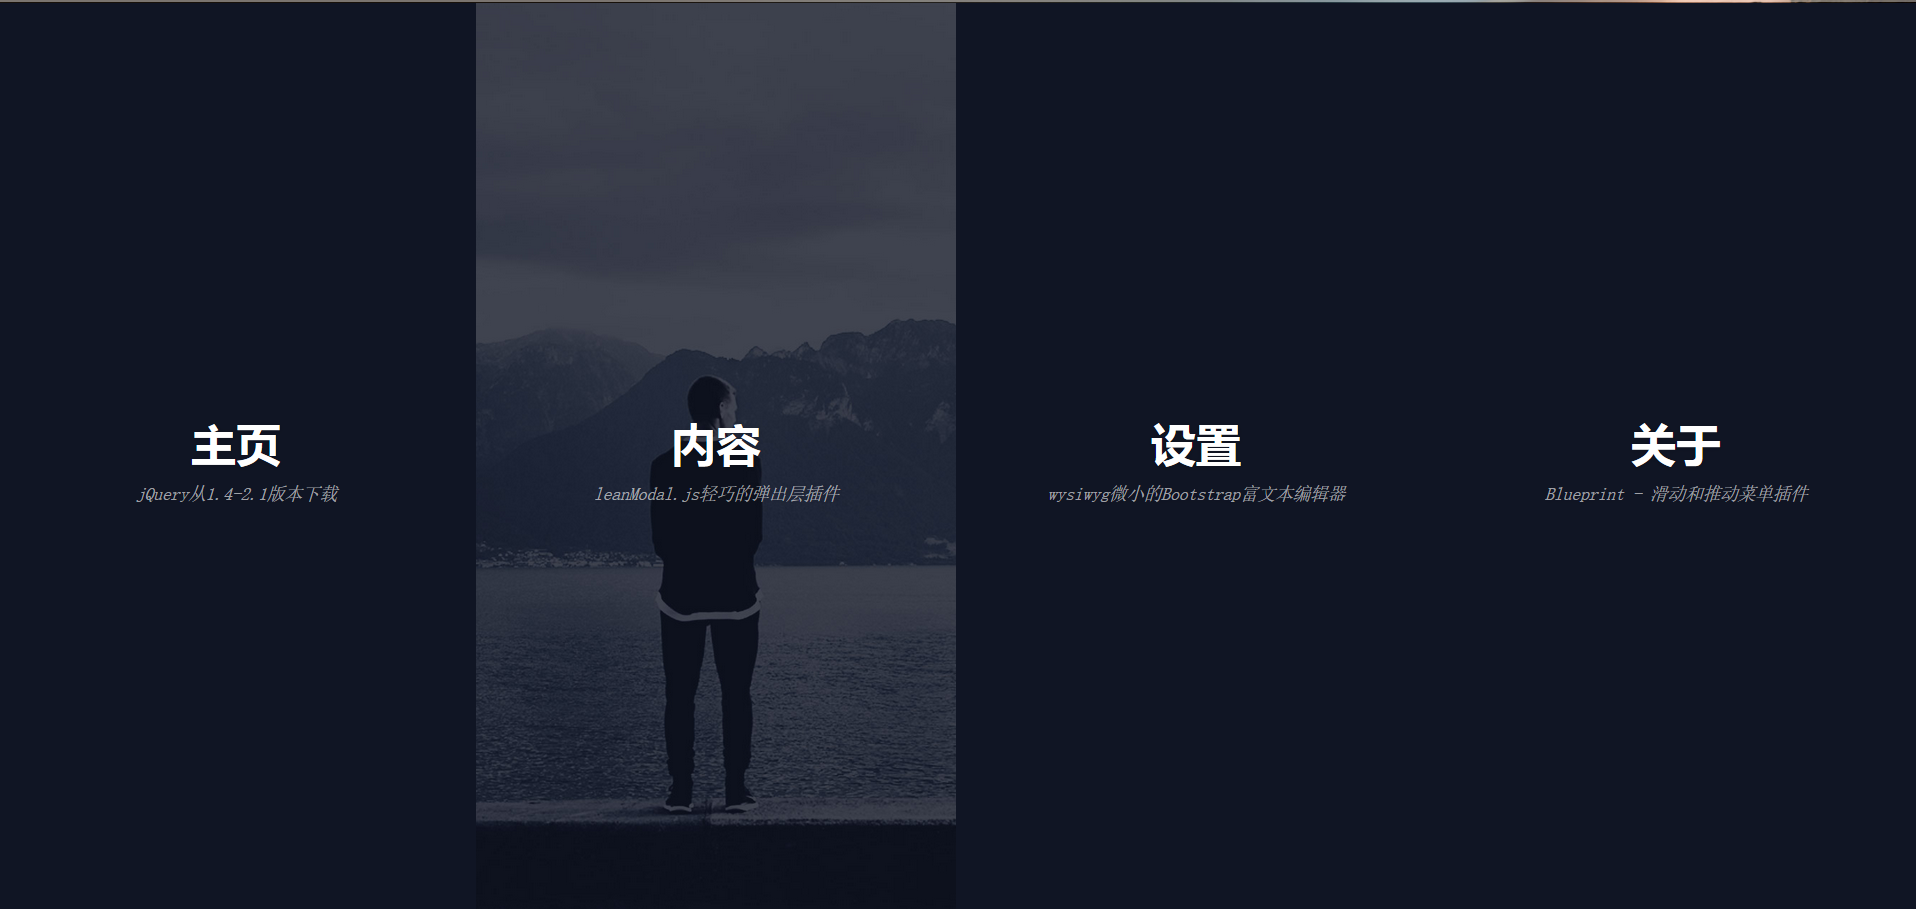 主页
jQuery从1.4-2.1版本下载
内容
leanModal.js轻巧的弹出层插件
设置
wysiwyg微小的Bootstrap富文本编辑器
关于
Blueprint - 滑动和推动菜单插件